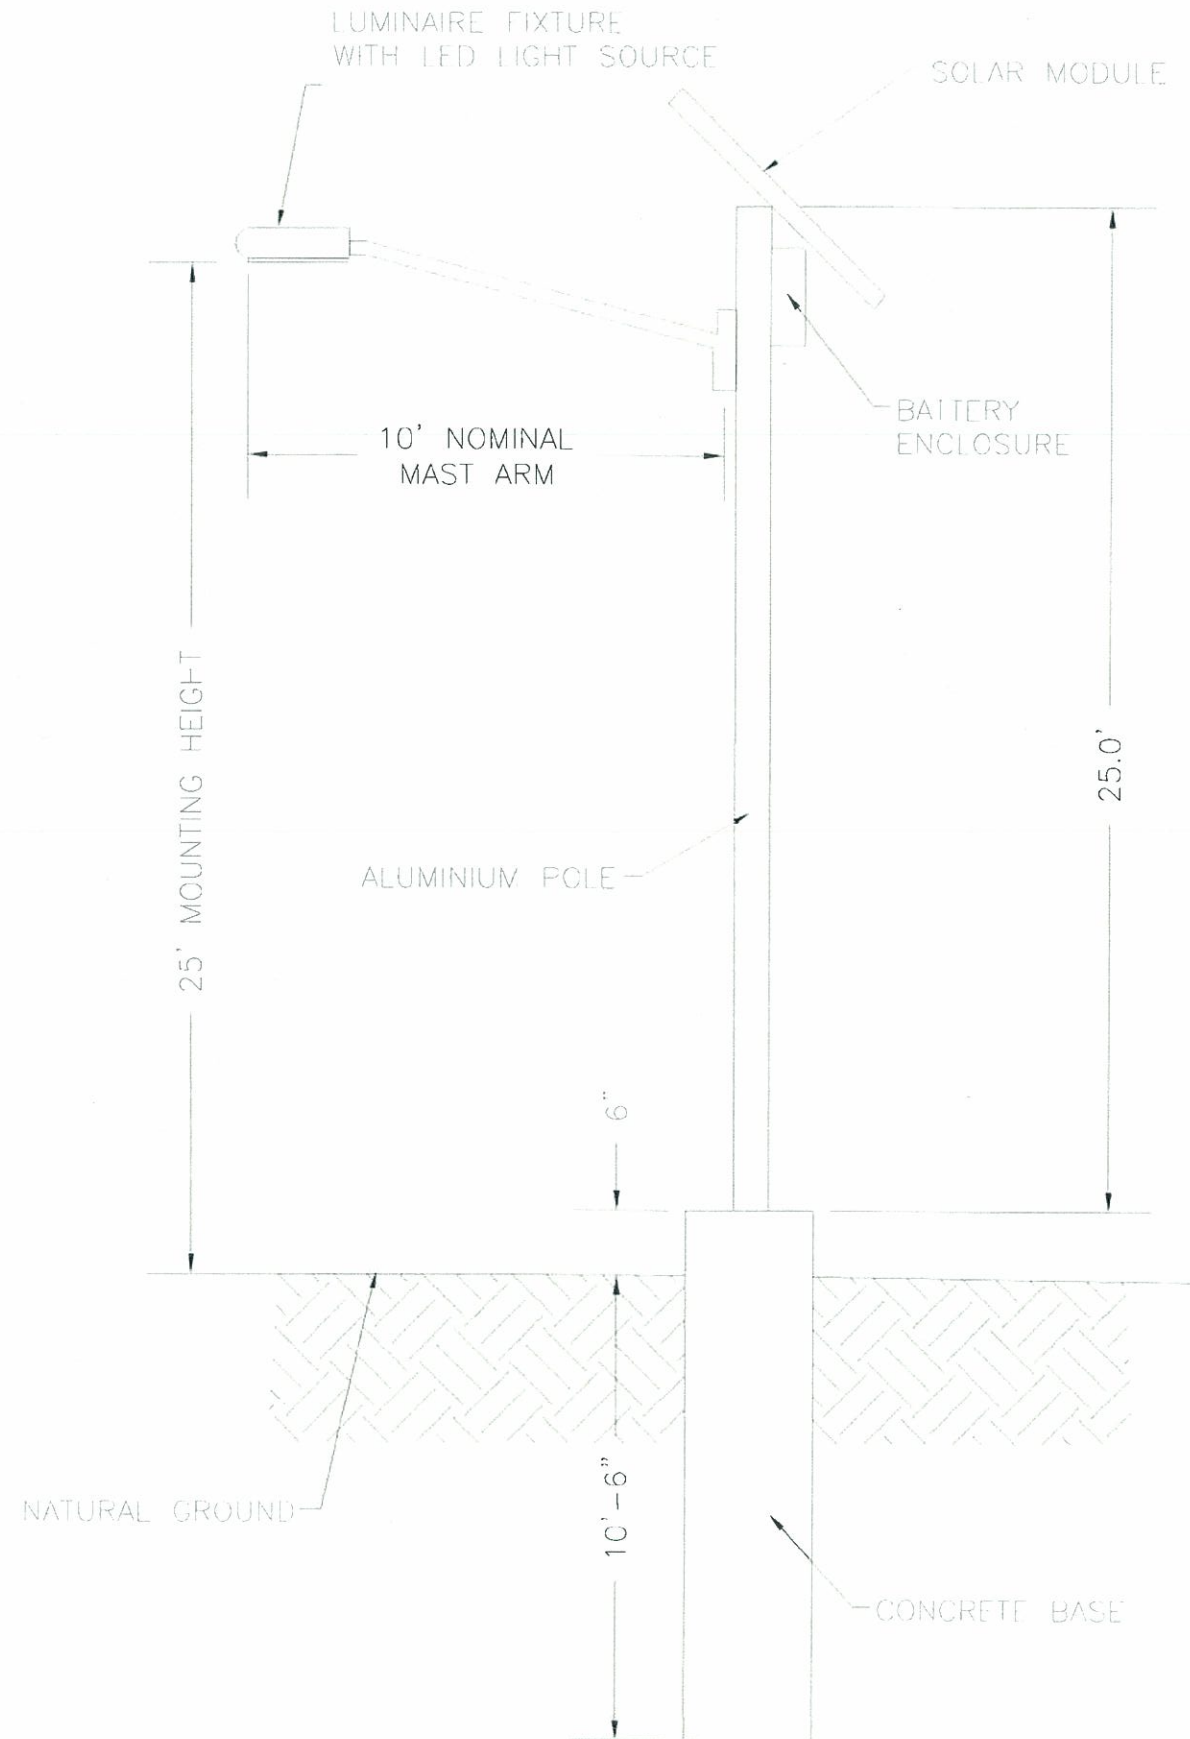 LUMINAIRE FIXTURE
WITH LED LIGHT SOURCE
SOLAR MODULE
BATTERY
ENCLOSURE
10' NOMINAL
MAST ARM
25' MOUNTING HEIGHT
25.0'
ALUMINIUM POLE
6"
NATURAL GROUND
10'-6"
CONCRETE BASE